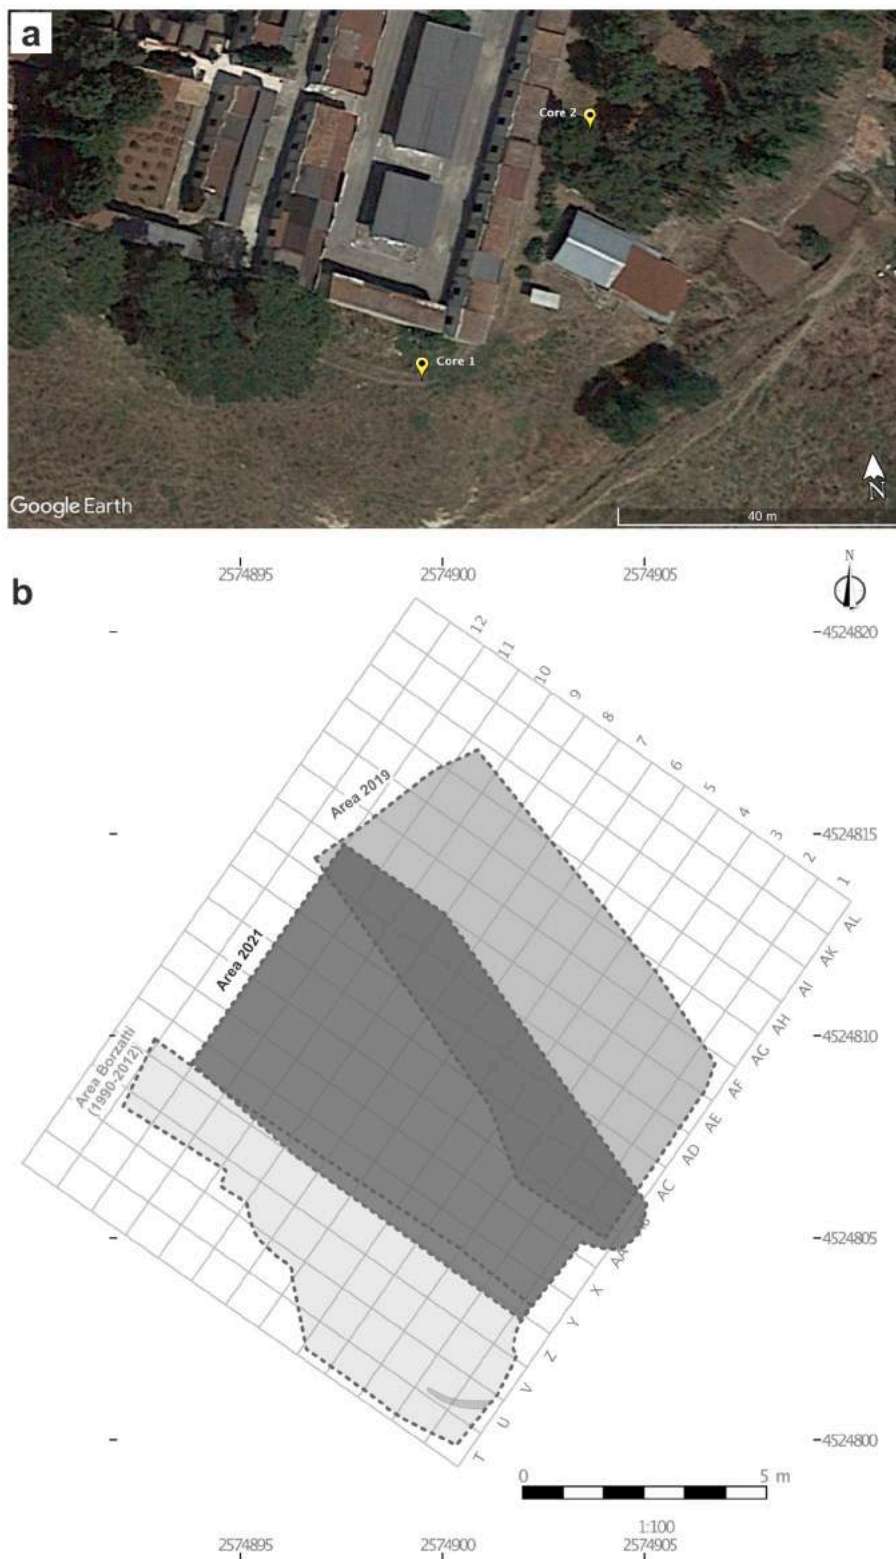 a
Core 2
Core 1
Google Earth
N
40 m
b
2574895
2574900
2574905
N
4524820
4524815
4524810
4524805
4524800
12
11
10
9
8
7
6
5
4
3
2
1
AL
AK
AI
AH
AG
AF
AE
AD
AC
AA
X
Y
Z
V
U
T
Area 2019
Area 2021
Area Borzatti
(1990-2012)
0
5 m
1:100
2574895
2574900
2574905